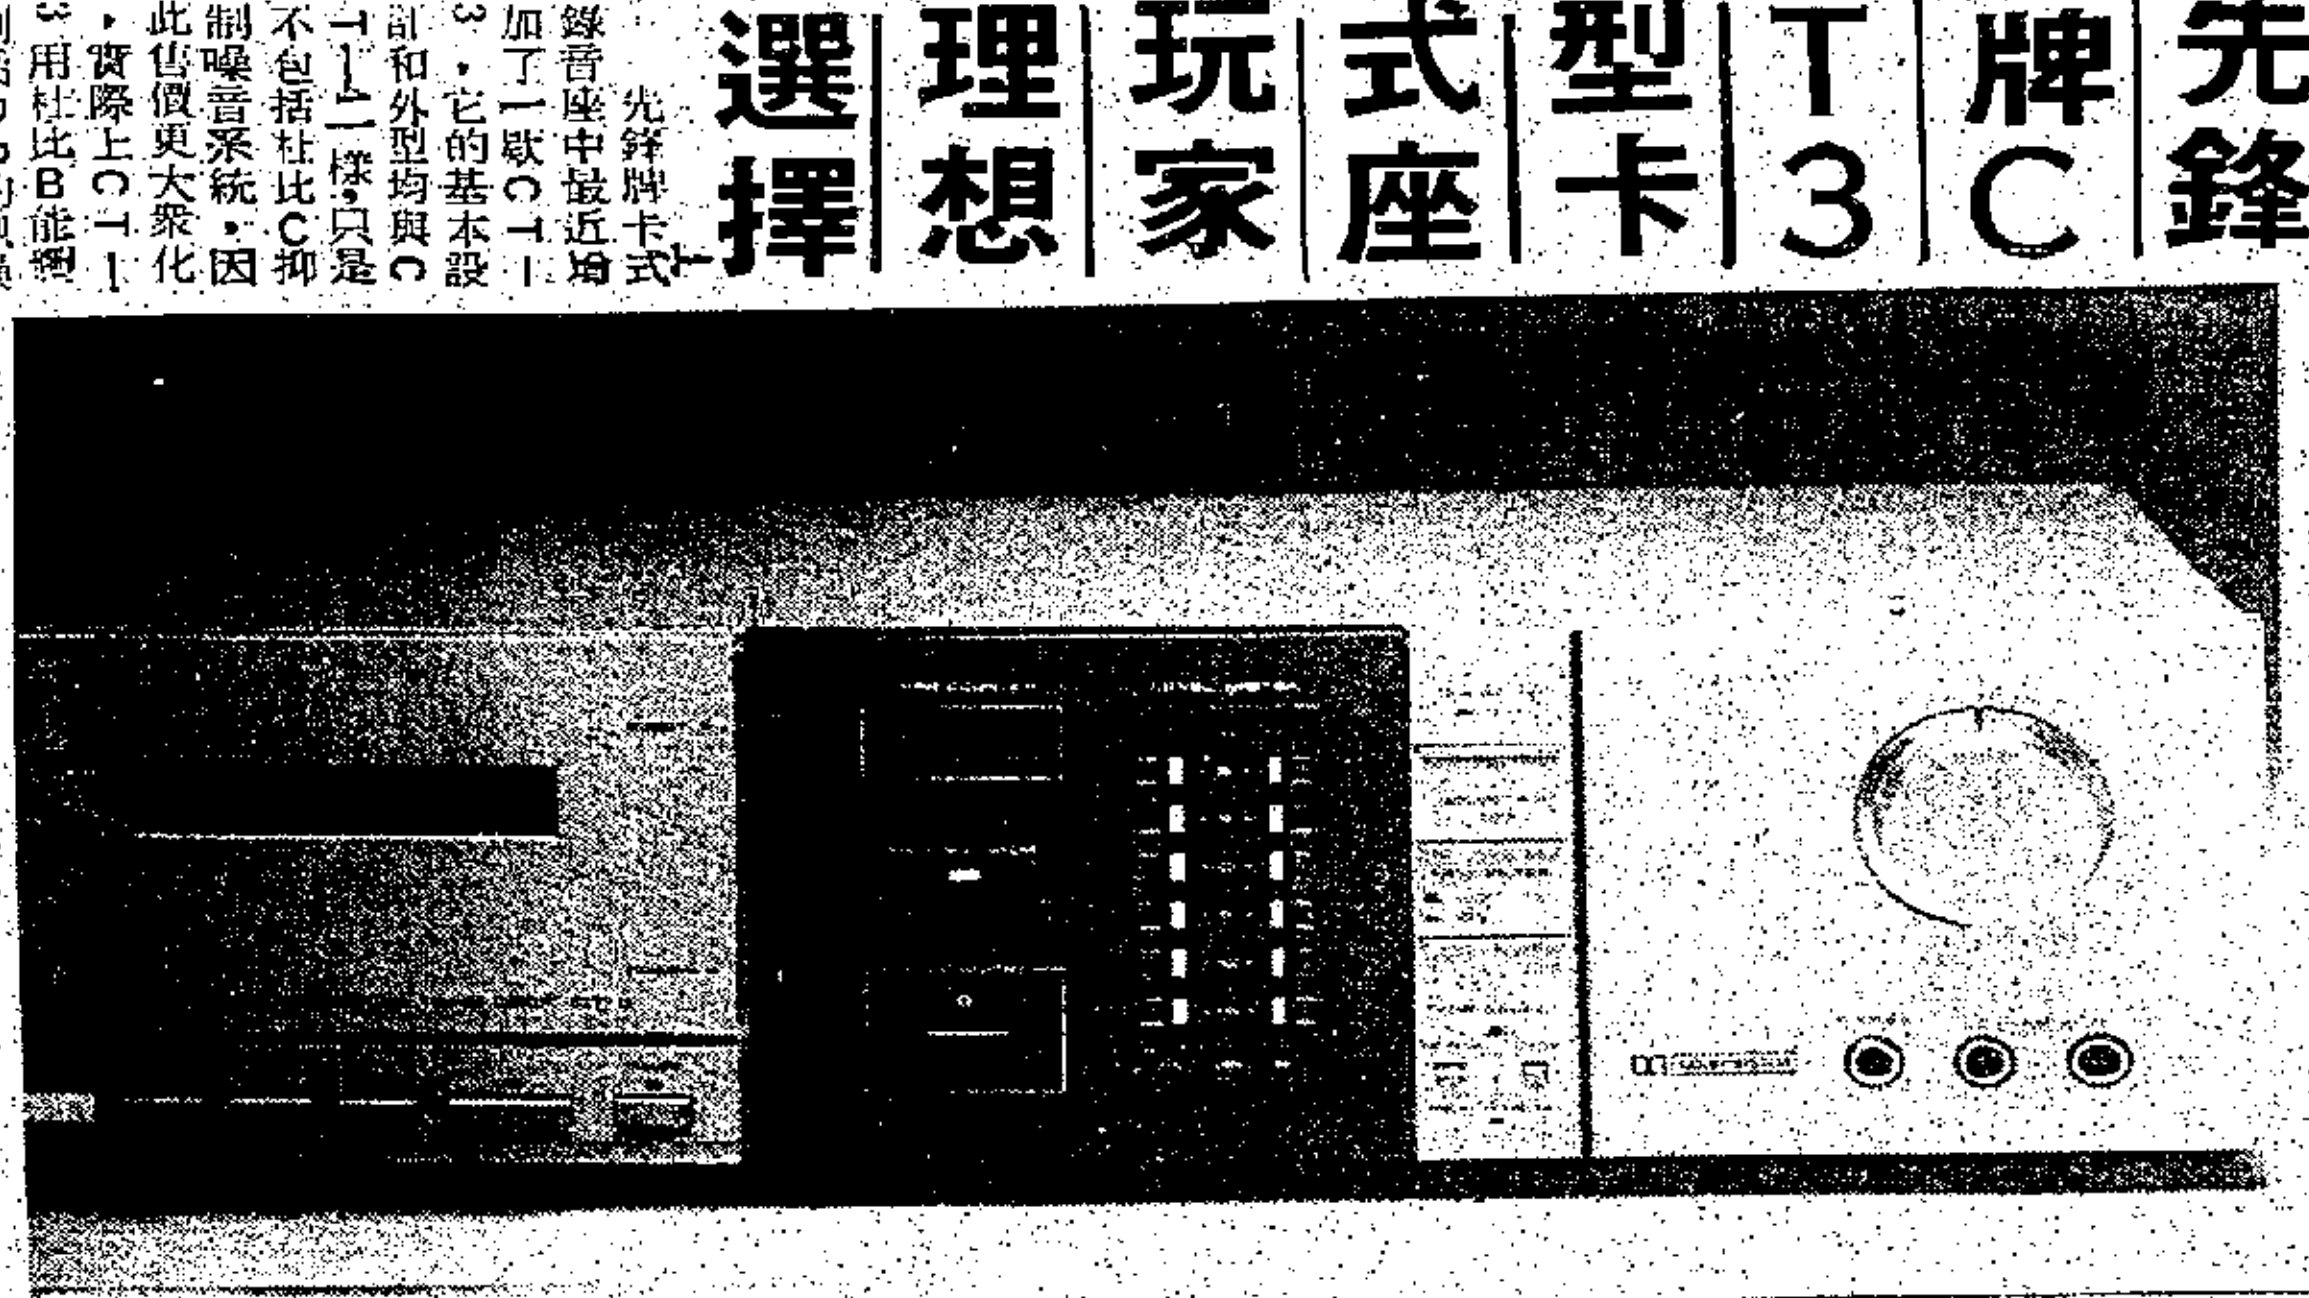 先鋒
牌C
T3
型卡
式座
玩家
理想
選擇
先鋒牌卡式
錄音座中最近增
加了一歇CT—
3，它的基本設
計和外型均與C
T—4一樣，只是
不包括杜比C抑
制噪音系統，因
此售價更大衆化
，實際上CT—
3用杜比B能獨